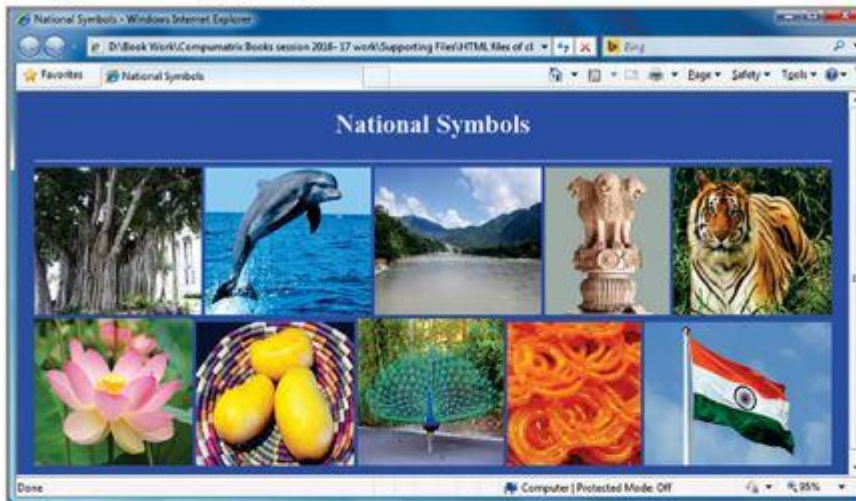 National Symbols - Windows Internet Explorer
D:\Book Work\Compumatrix Books session 2016-17 work\Supporting Files\HTML files of cl
Bing
Favorites
National Symbols
Page
Safety
Tools
National Symbols
Done
Computer | Protected Mode: Off
95%